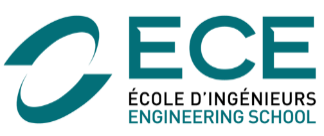 ECE
ÉCOLE D'INGÉNIEURS
ENGINEERING SCHOOL